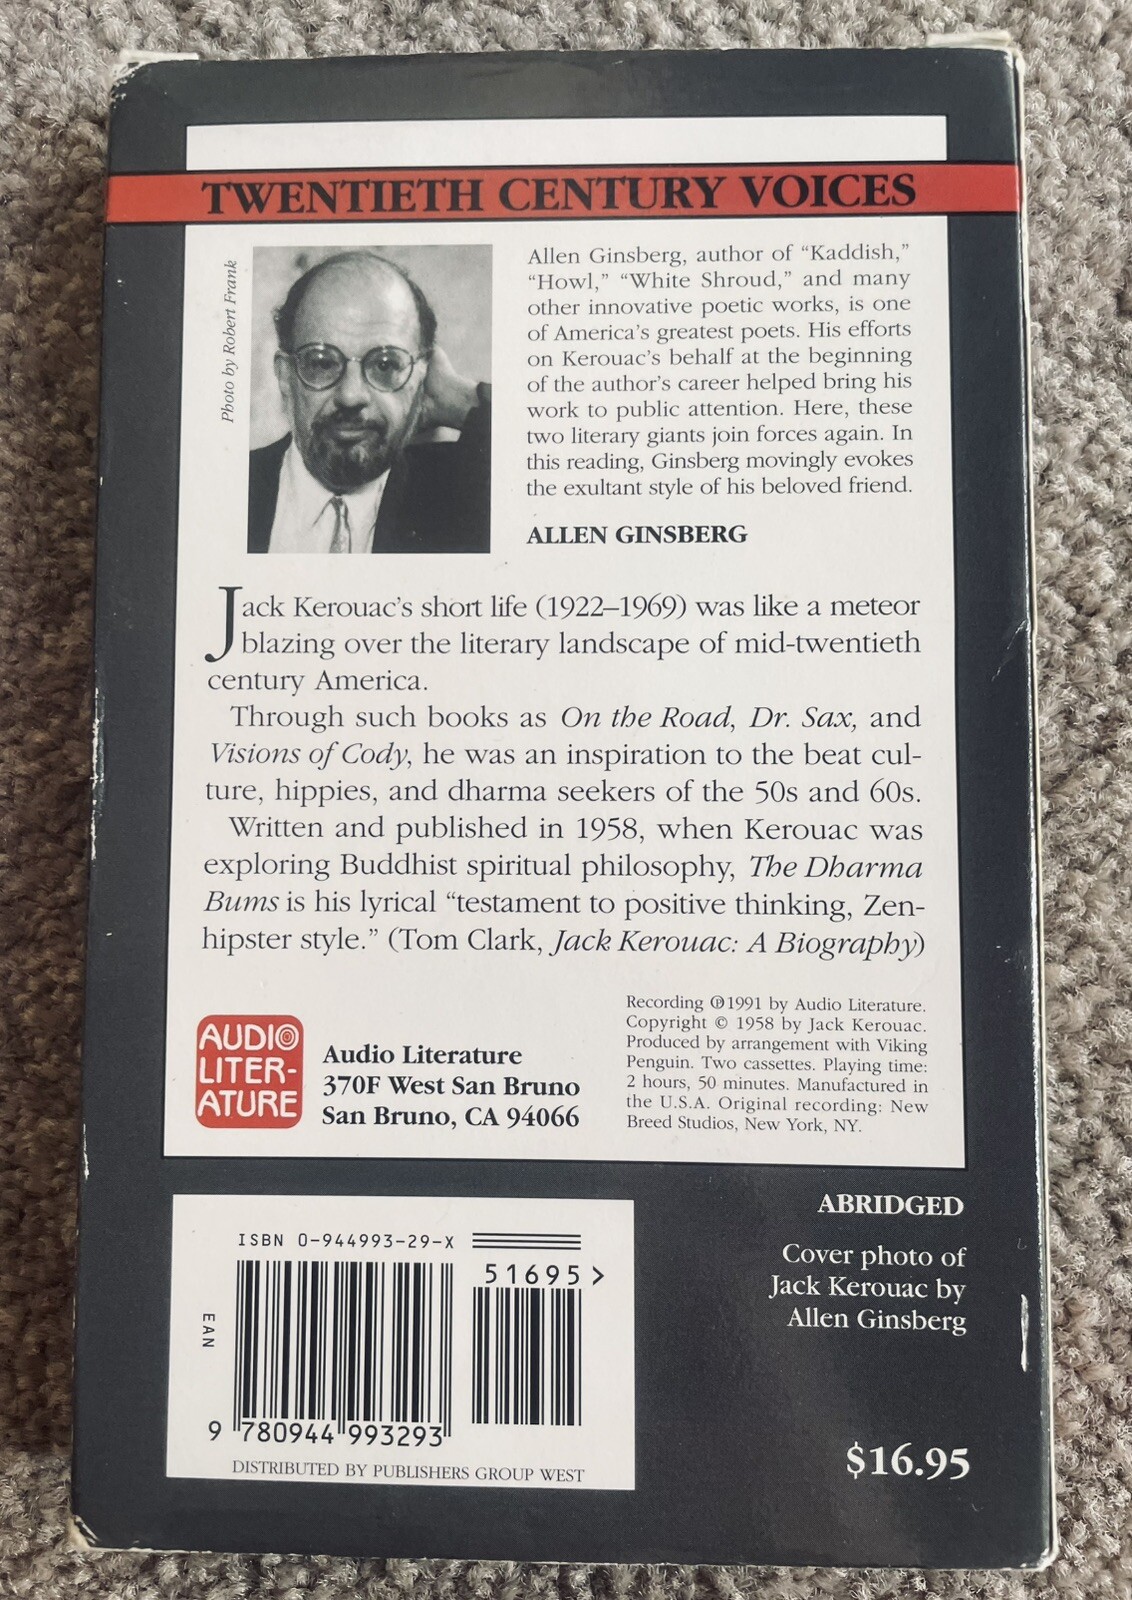 TWENTIETH CENTURY VOICES
Photo by Robert Frank
Allen Ginsberg, author of “Kaddish,”
“Howl,” “White Shroud,” and many
other innovative poetic works, is one
of America’s greatest poets. His efforts
on Kerouac’s behalf at the beginning
of the author’s career helped bring his
work to public attention. Here, these
two literary giants join forces again. In
this reading, Ginsberg movingly evokes
the exultant style of his beloved friend.
ALLEN GINSBERG
Jack Kerouac’s short life (1922–1969) was like a meteor
blazing over the literary landscape of mid-twentieth
century America.
Through such books as On the Road, Dr. Sax, and
Visions of Cody, he was an inspiration to the beat cul-
ture, hippies, and dharma seekers of the 50s and 60s.
Written and published in 1958, when Kerouac was
exploring Buddhist spiritual philosophy, The Dharma
Bums is his lyrical “testament to positive thinking, Zen-
hipster style.” (Tom Clark, Jack Kerouac: A Biography)
AUDIO
LITER-
ATURE
Audio Literature
370F West San Bruno
San Bruno, CA 94066
Recording ℗1991 by Audio Literature.
Copyright © 1958 by Jack Kerouac.
Produced by arrangement with Viking
Penguin. Two cassettes. Playing time:
2 hours, 50 minutes. Manufactured in
the U.S.A. Original recording: New
Breed Studios, New York, NY.
ABRIDGED
Cover photo of
Jack Kerouac by
Allen Ginsberg
$16.95
ISBN 0-944993-29-X
51695>
EAN
9 780944 993293
DISTRIBUTED BY PUBLISHERS GROUP WEST